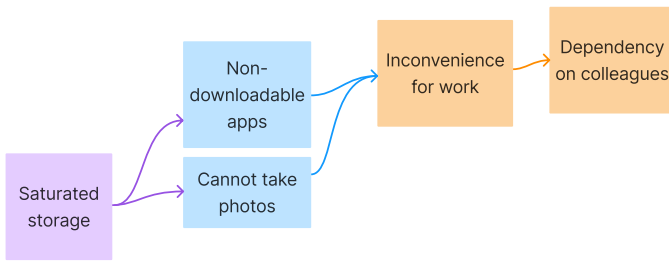 Saturated
storage
Non-
downloadable
apps
Cannot take
photos
Inconvenience
for work
Dependency
on colleagues